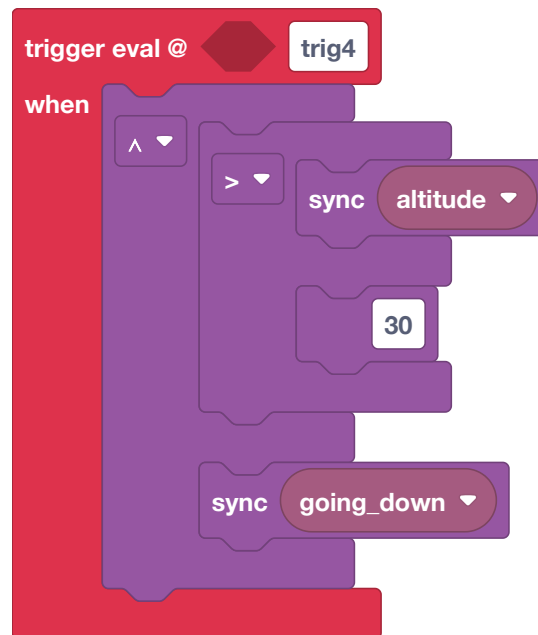 trigger eval @ trig4
when
∧
>
sync altitude
30
sync going_down